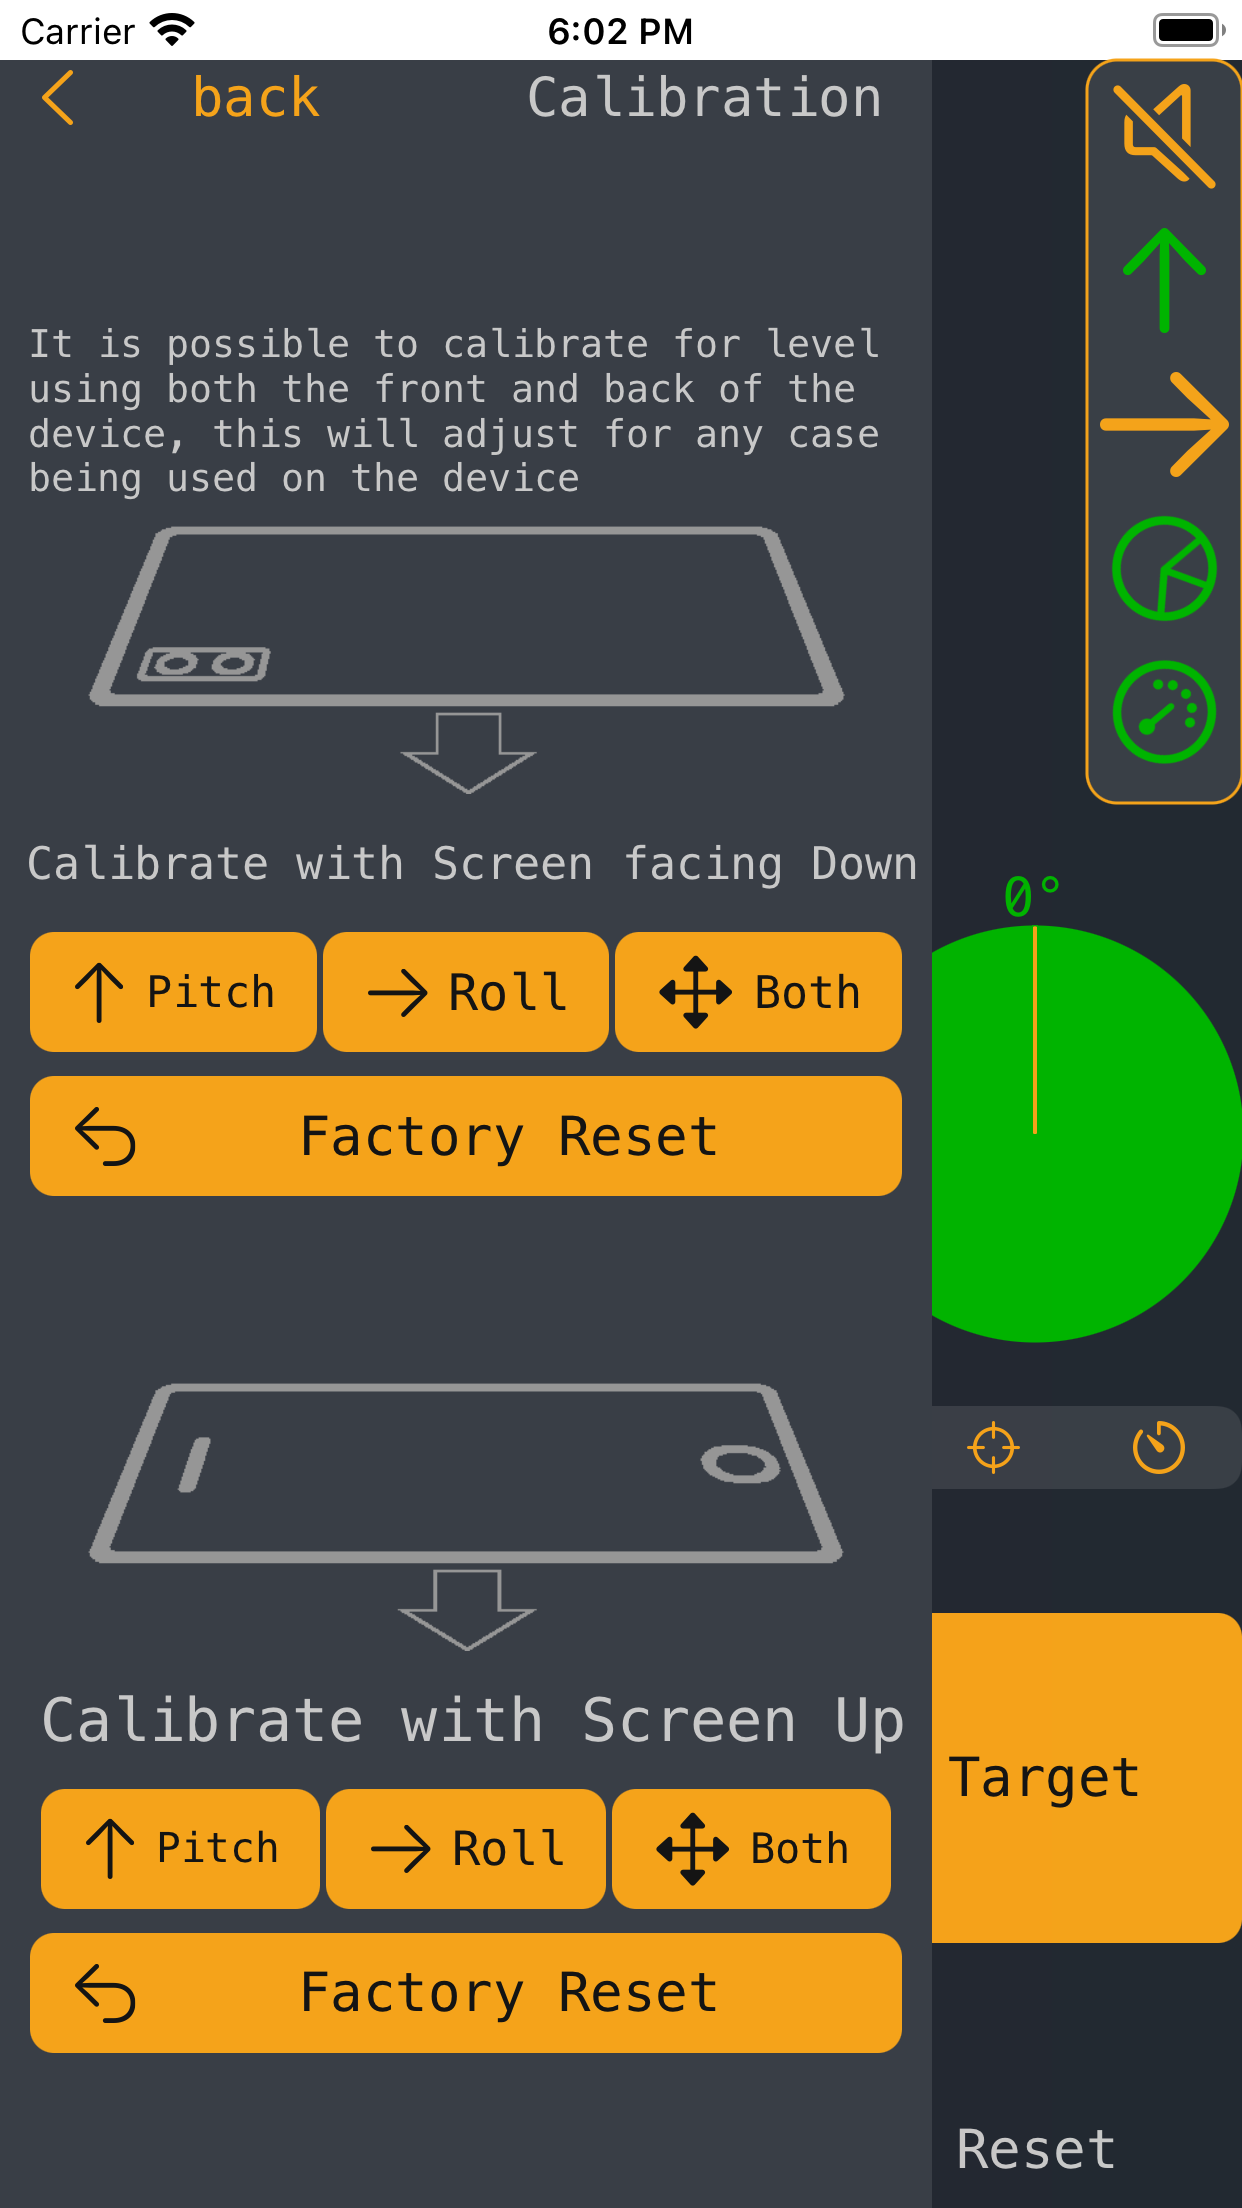 Carrier
6:02 PM
back
Calibration
It is possible to calibrate for level
using both the front and back of the
device, this will adjust for any case
being used on the device
Calibrate with Screen facing Down
0°
Pitch
Roll
Both
Factory Reset
Calibrate with Screen Up
Target
Pitch
Roll
Both
Factory Reset
Reset